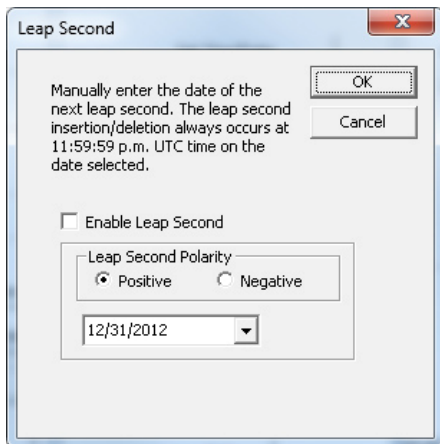 Leap Second
Manually enter the date of the
next leap second. The leap second
insertion/deletion always occurs at
11:59:59 p.m. UTC time on the
date selected.
OK
Cancel
Enable Leap Second
Leap Second Polarity
Positive
Negative
12/31/2012